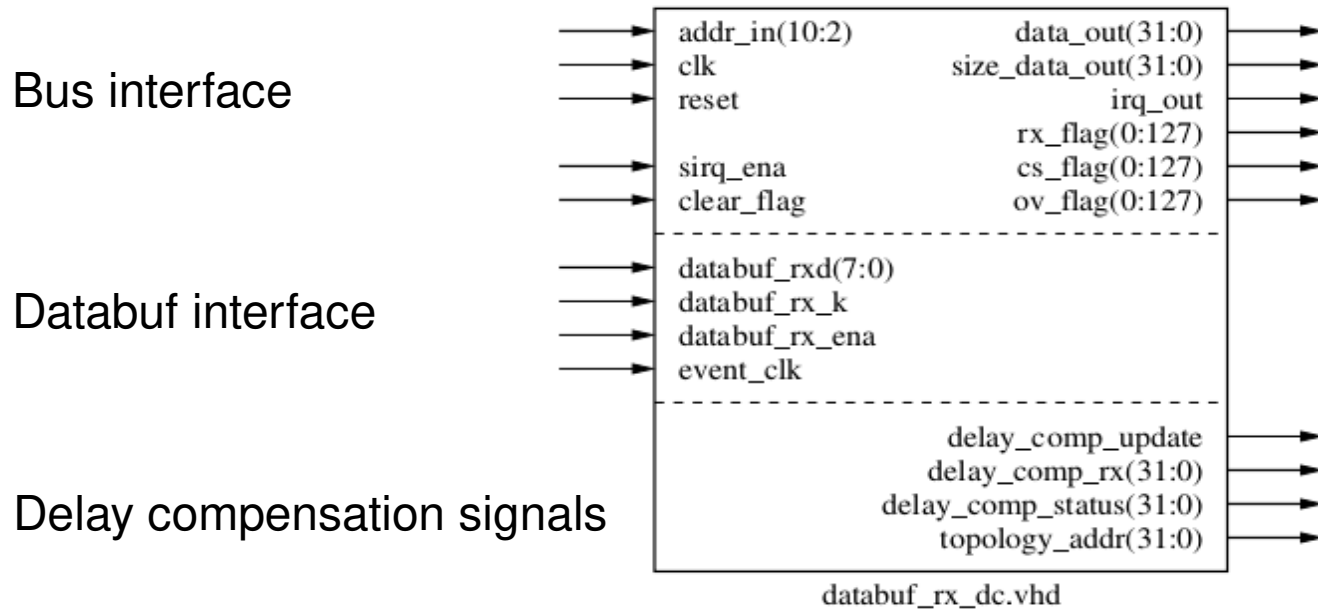 Bus interface
addr_in(10:2) data_out(31:0)
clk size_data_out(31:0)
reset irq_out
rx_flag(0:127)
sirq_ena cs_flag(0:127)
clear_flag ov_flag(0:127)
Databuf interface
databuf_rxd(7:0)
databuf_rx_k
databuf_rx_ena
event_clk
Delay compensation signals
delay_comp_update
delay_comp_rx(31:0)
delay_comp_status(31:0)
topology_addr(31:0)
databuf_rx_dc.vhd